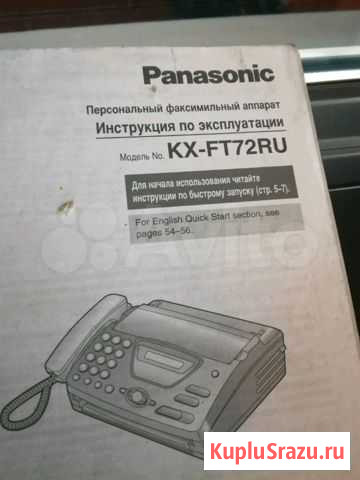 Panasonic
Персональный факсимильный аппарат
Инструкция по эксплуатации
Модель No. KX-FT72RU
Для начала использования читайте
инструкции по быстрому запуску (стр. 5–7).
For English Quick Start section, see
pages 54–56.
Avito
KupluSrazu.ru